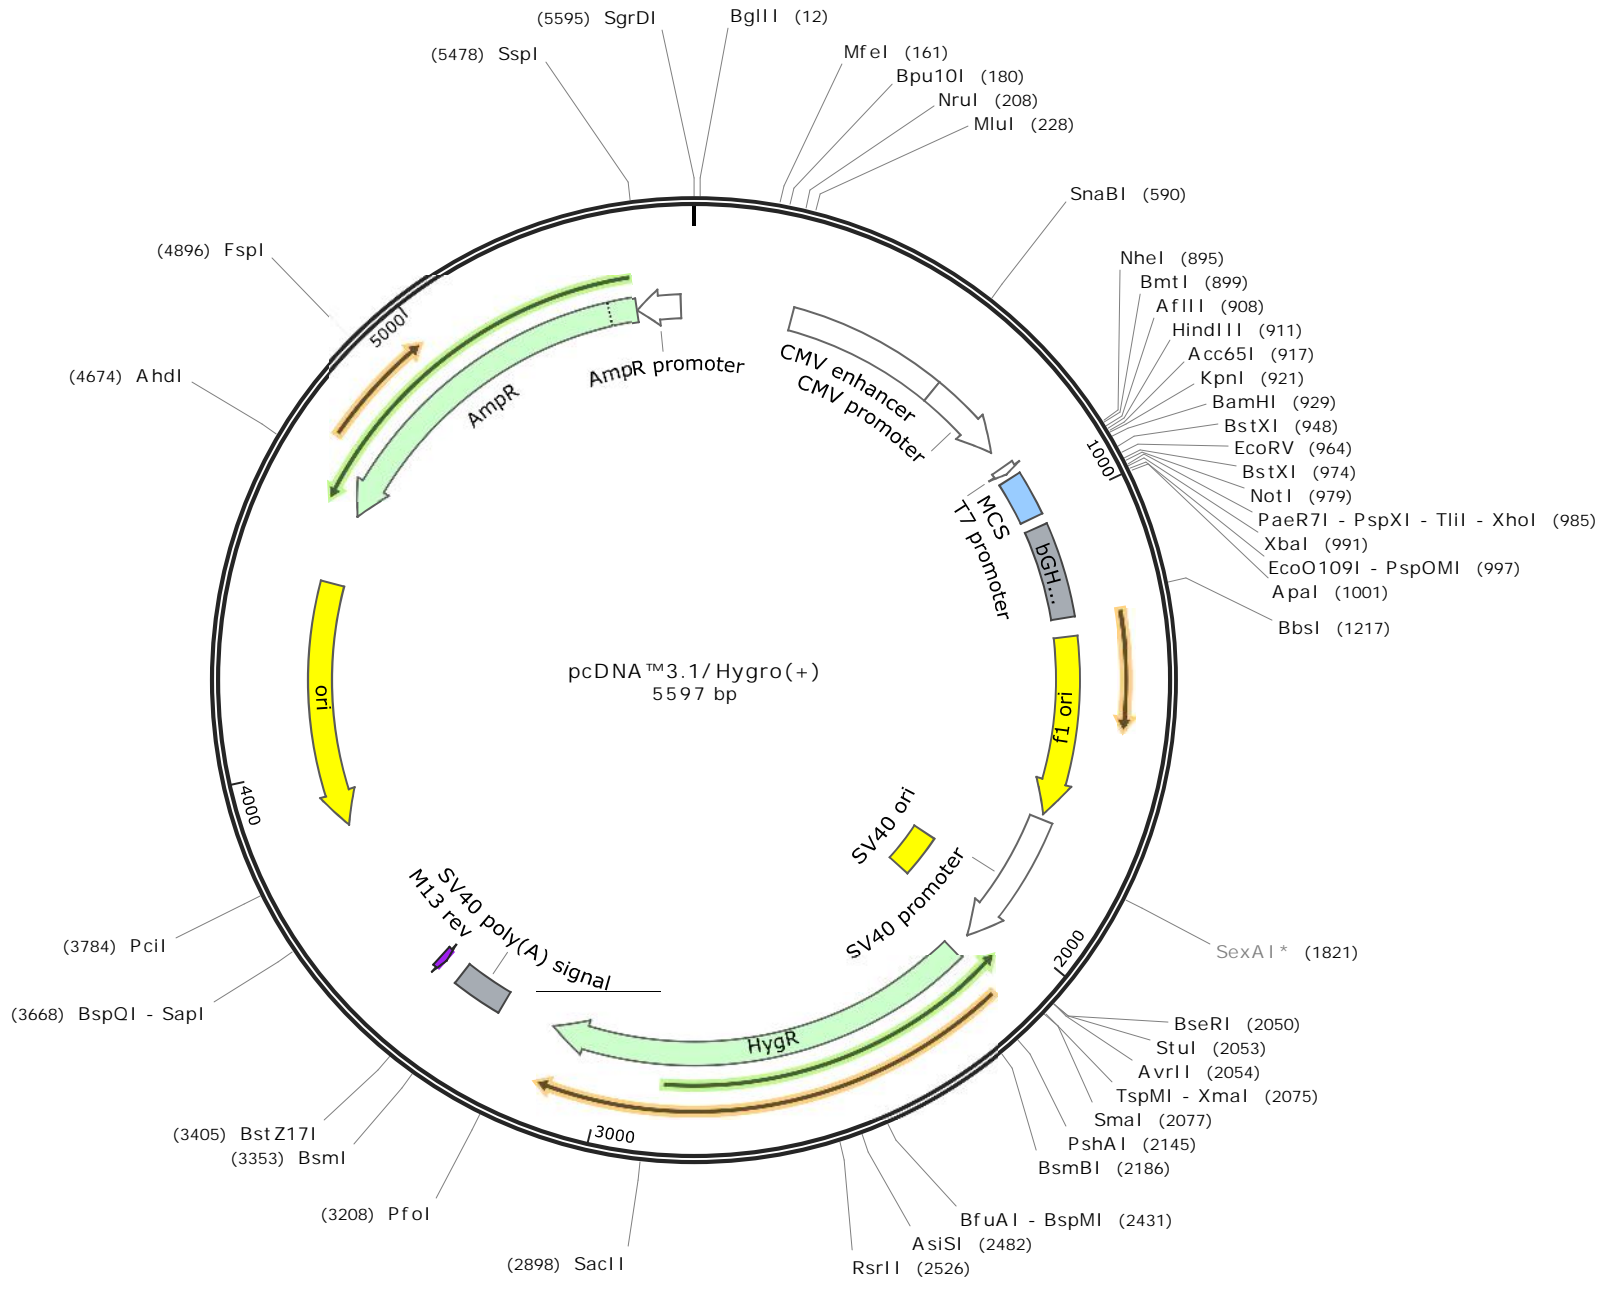 (5595) SgrDI
BglII (12)
(5478) SspI
MfeI (161)
Bpu10I (180)
NruI (208)
MluI (228)
SnaBI (590)
(4896) FspI
NheI (895)
BmtI (899)
AflII (908)
HindIII (911)
Acc65I (917)
KpnI (921)
BamHI (929)
BstXI (948)
EcoRV (964)
BstXI (974)
NotI (979)
PaeR7I - PspXI - TliI - XhoI (985)
XbaI (991)
EcoO109I - PspOMI (997)
ApaI (1001)
BbsI (1217)
(4674) AhdI
5000
AmpR promoter
AmpR
CMV enhancer
CMV promoter
1000
MCS
T7 promoter
bGH...
pcDNA™3.1/Hygro(+)
5597 bp
ori
f1 ori
4000
SV40 ori
SV40 promoter
SV40 poly(A) signal
M13 rev
HygR
2000
3000
SexAI* (1821)
(3784) PciI
(3668) BspQI - SapI
BseRI (2050)
StuI (2053)
AvrII (2054)
TspMI - XmaI (2075)
SmaI (2077)
PshAI (2145)
BsmBI (2186)
(3405) BstZ17I
(3353) BsmI
(3208) PfoI
(2898) SacII
BfuAI - BspMI (2431)
AsiSI (2482)
RsrII (2526)